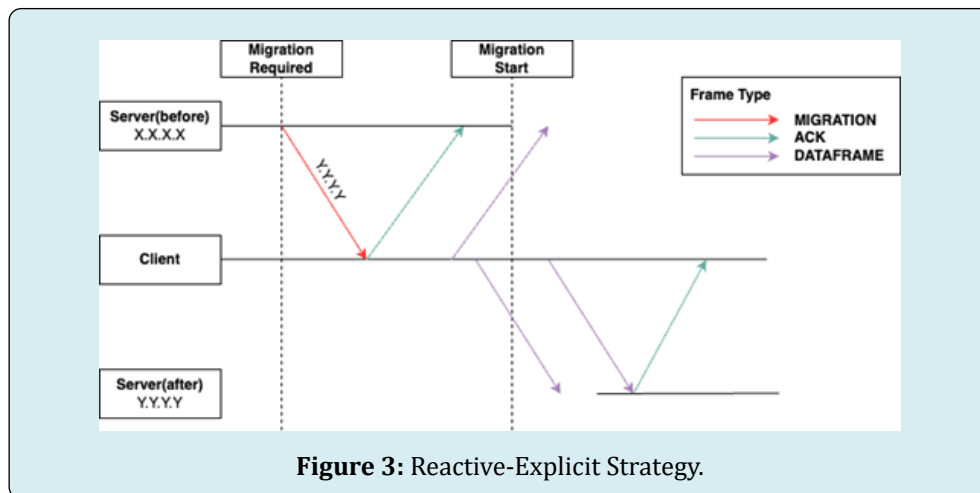 Migration
Required
Migration
Start
Frame Type
MIGRATION
ACK
DATAFRAME
Server(before)
X.X.X.X
Y.Y.Y.Y
Client
Server(after)
Y.Y.Y.Y
Figure 3: Reactive-Explicit Strategy.